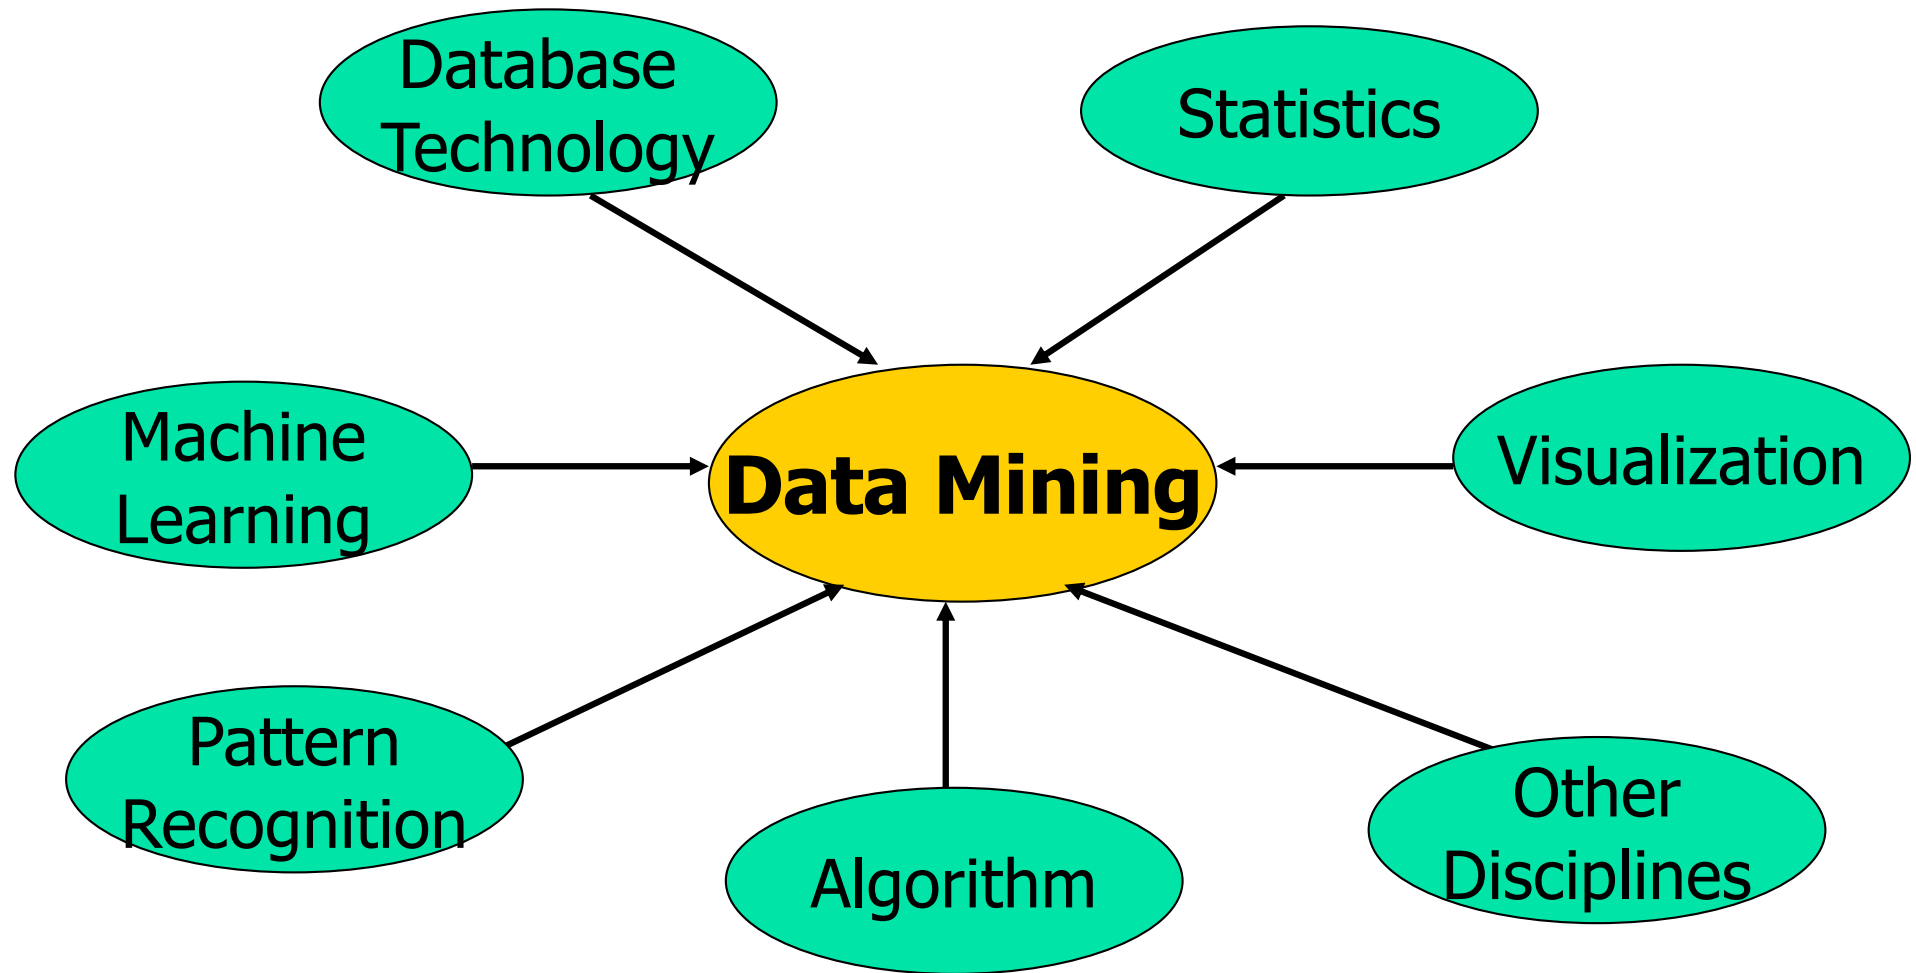 Database
Technology
Statistics
Machine
Learning
Data Mining
Visualization
Pattern
Recognition
Algorithm
Other
Disciplines